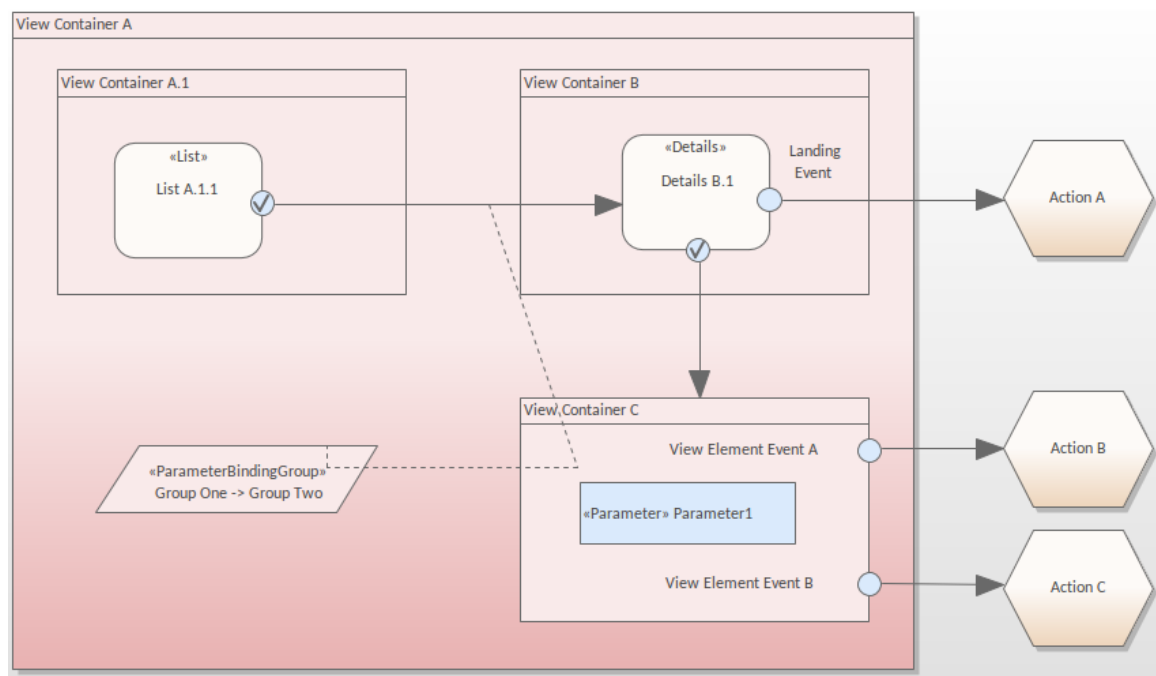 View Container A
View Container A.1
View Container B
«List»
List A.1.1
«Details»
Details B.1
Landing
Event
Action A
View Container C
View Element Event A
Action B
«ParameterBindingGroup»
Group One -> Group Two
«Parameter» Parameter1
View Element Event B
Action C